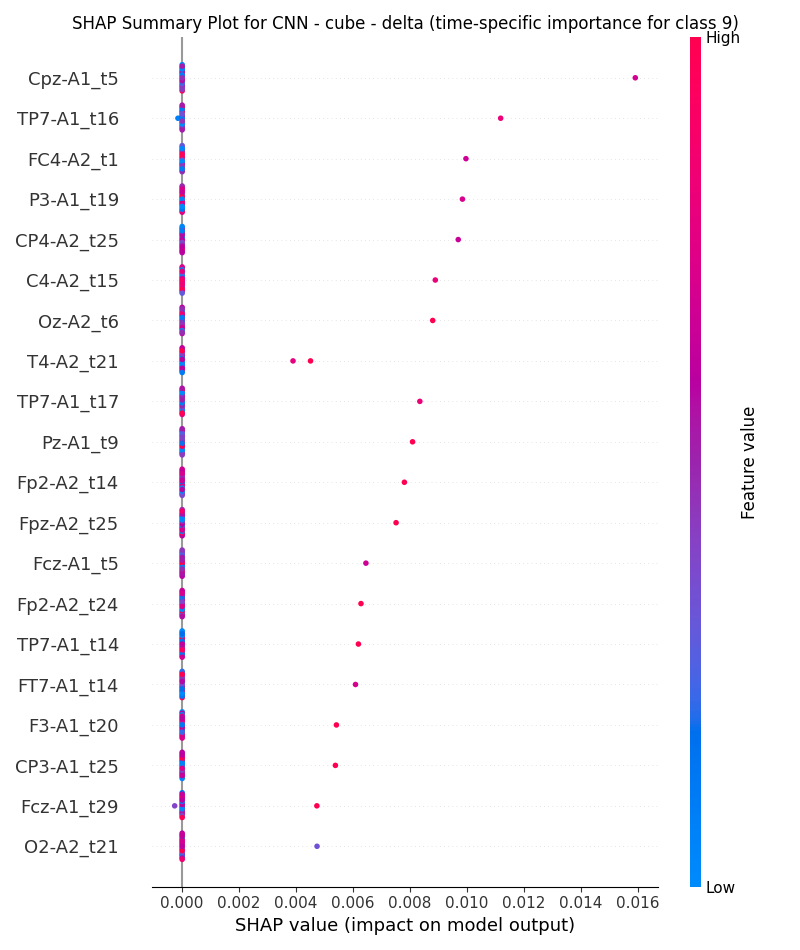 SHAP Summary Plot for CNN - cube - delta (time-specific importance for class 9)
High
Cpz-A1_t5
TP7-A1_t16
FC4-A2_t1
P3-A1_t19
CP4-A2_t25
C4-A2_t15
Oz-A2_t6
T4-A2_t21
TP7-A1_t17
Pz-A1_t9
Fp2-A2_t14
Fpz-A2_t25
Fcz-A1_t5
Fp2-A2_t24
TP7-A1_t14
FT7-A1_t14
F3-A1_t20
CP3-A1_t25
Fcz-A1_t29
O2-A2_t21
Feature value
Low
0.000 0.002 0.004 0.006 0.008 0.010 0.012 0.014 0.016
SHAP value (impact on model output)